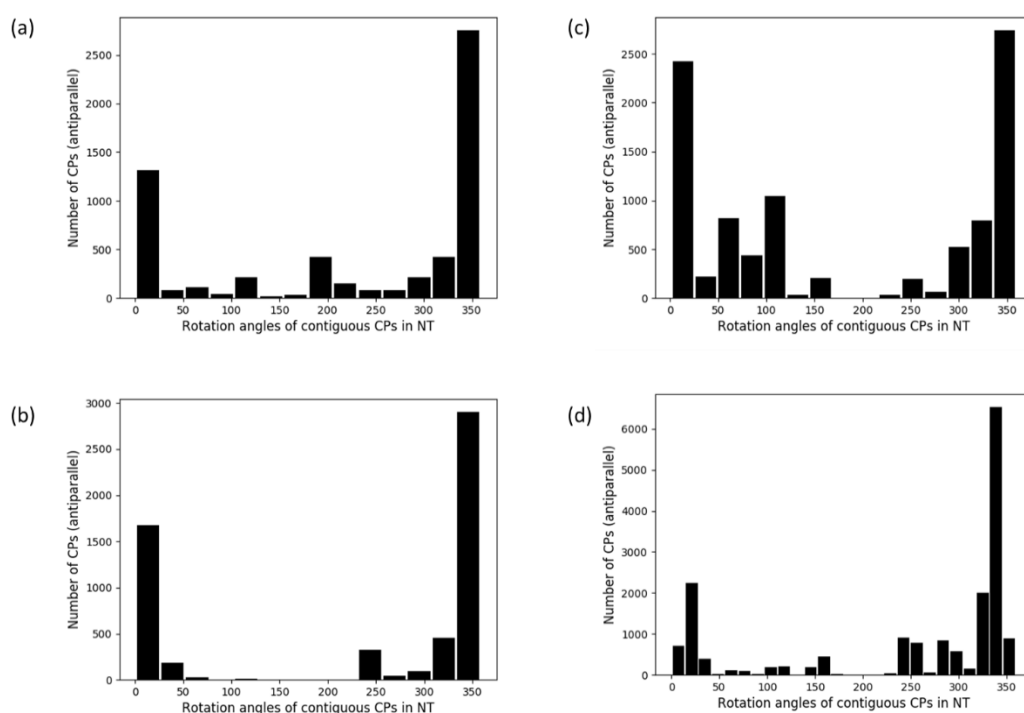 (a)
Number of CPs (antiparallel)
2500
2000
1500
1000
500
0
0 50 100 150 200 250 300 350
Rotation angles of contiguous CPs in NT
(c)
Number of CPs (antiparallel)
2500
2000
1500
1000
500
0
0 50 100 150 200 250 300 350
Rotation angles of contiguous CPs in NT
(b)
Number of CPs (antiparallel)
3000
2500
2000
1500
1000
500
0
0 50 100 150 200 250 300 350
Rotation angles of contiguous CPs in NT
(d)
Number of CPs (antiparallel)
6000
5000
4000
3000
2000
1000
0
0 50 100 150 200 250 300 350
Rotation angles of contiguous CPs in NT